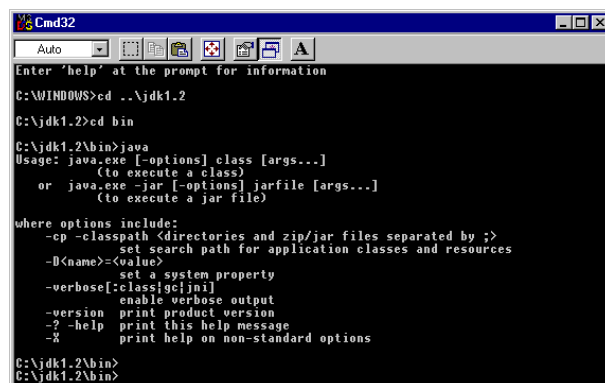 Cmd32
Auto
A
Enter 'help' at the prompt for information
C:\WINDOWS>cd ..\jdk1.2
C:\jdk1.2>cd bin
C:\jdk1.2\bin>java
Usage: java.exe [-options] class [args...]
(to execute a class)
or java.exe -jar [-options] jarfile [args...]
(to execute a jar file)
where options include:
-cp -classpath <directories and zip/jar files separated by ;>
set search path for application classes and resources
-D<name>=<value>
set a system property
-verbose[:class|gc|jni]
enable verbose output
-version print product version
-? -help print this help message
-X print help on non-standard options
C:\jdk1.2\bin>
C:\jdk1.2\bin>